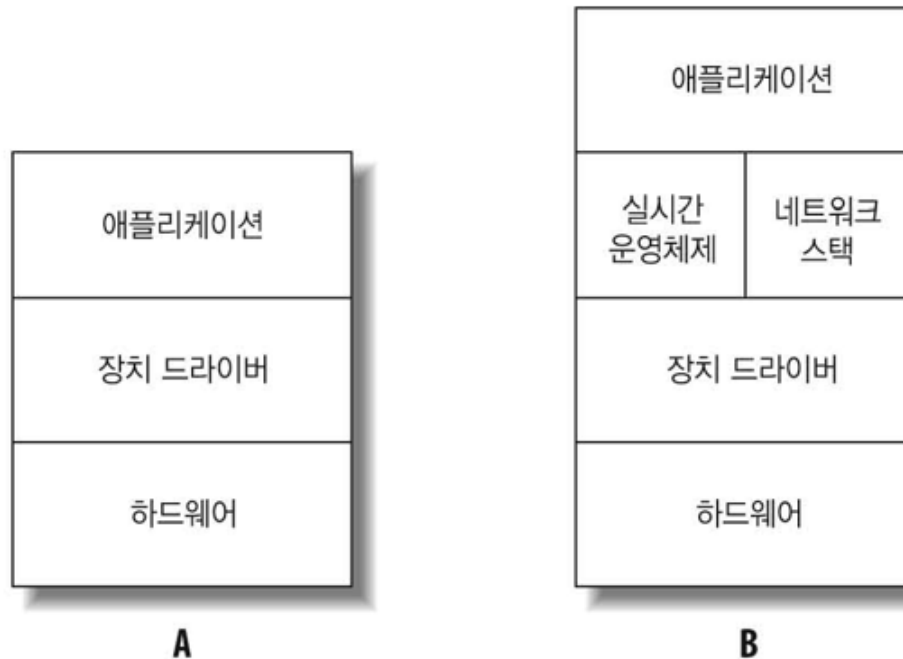 애플리케이션
장치 드라이버
하드웨어
A
애플리케이션
실시간
운영체제
네트워크
스택
장치 드라이버
하드웨어
B